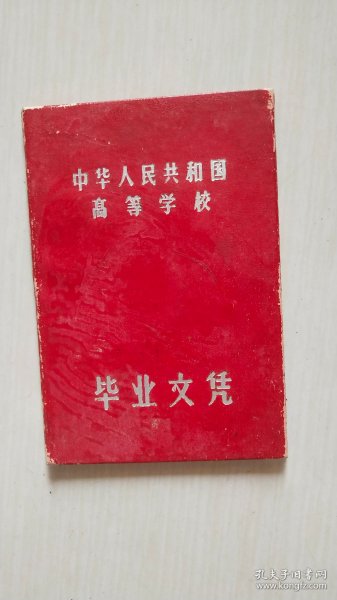 中华人民共和国
高等学校
毕业文凭
孔夫子旧书网